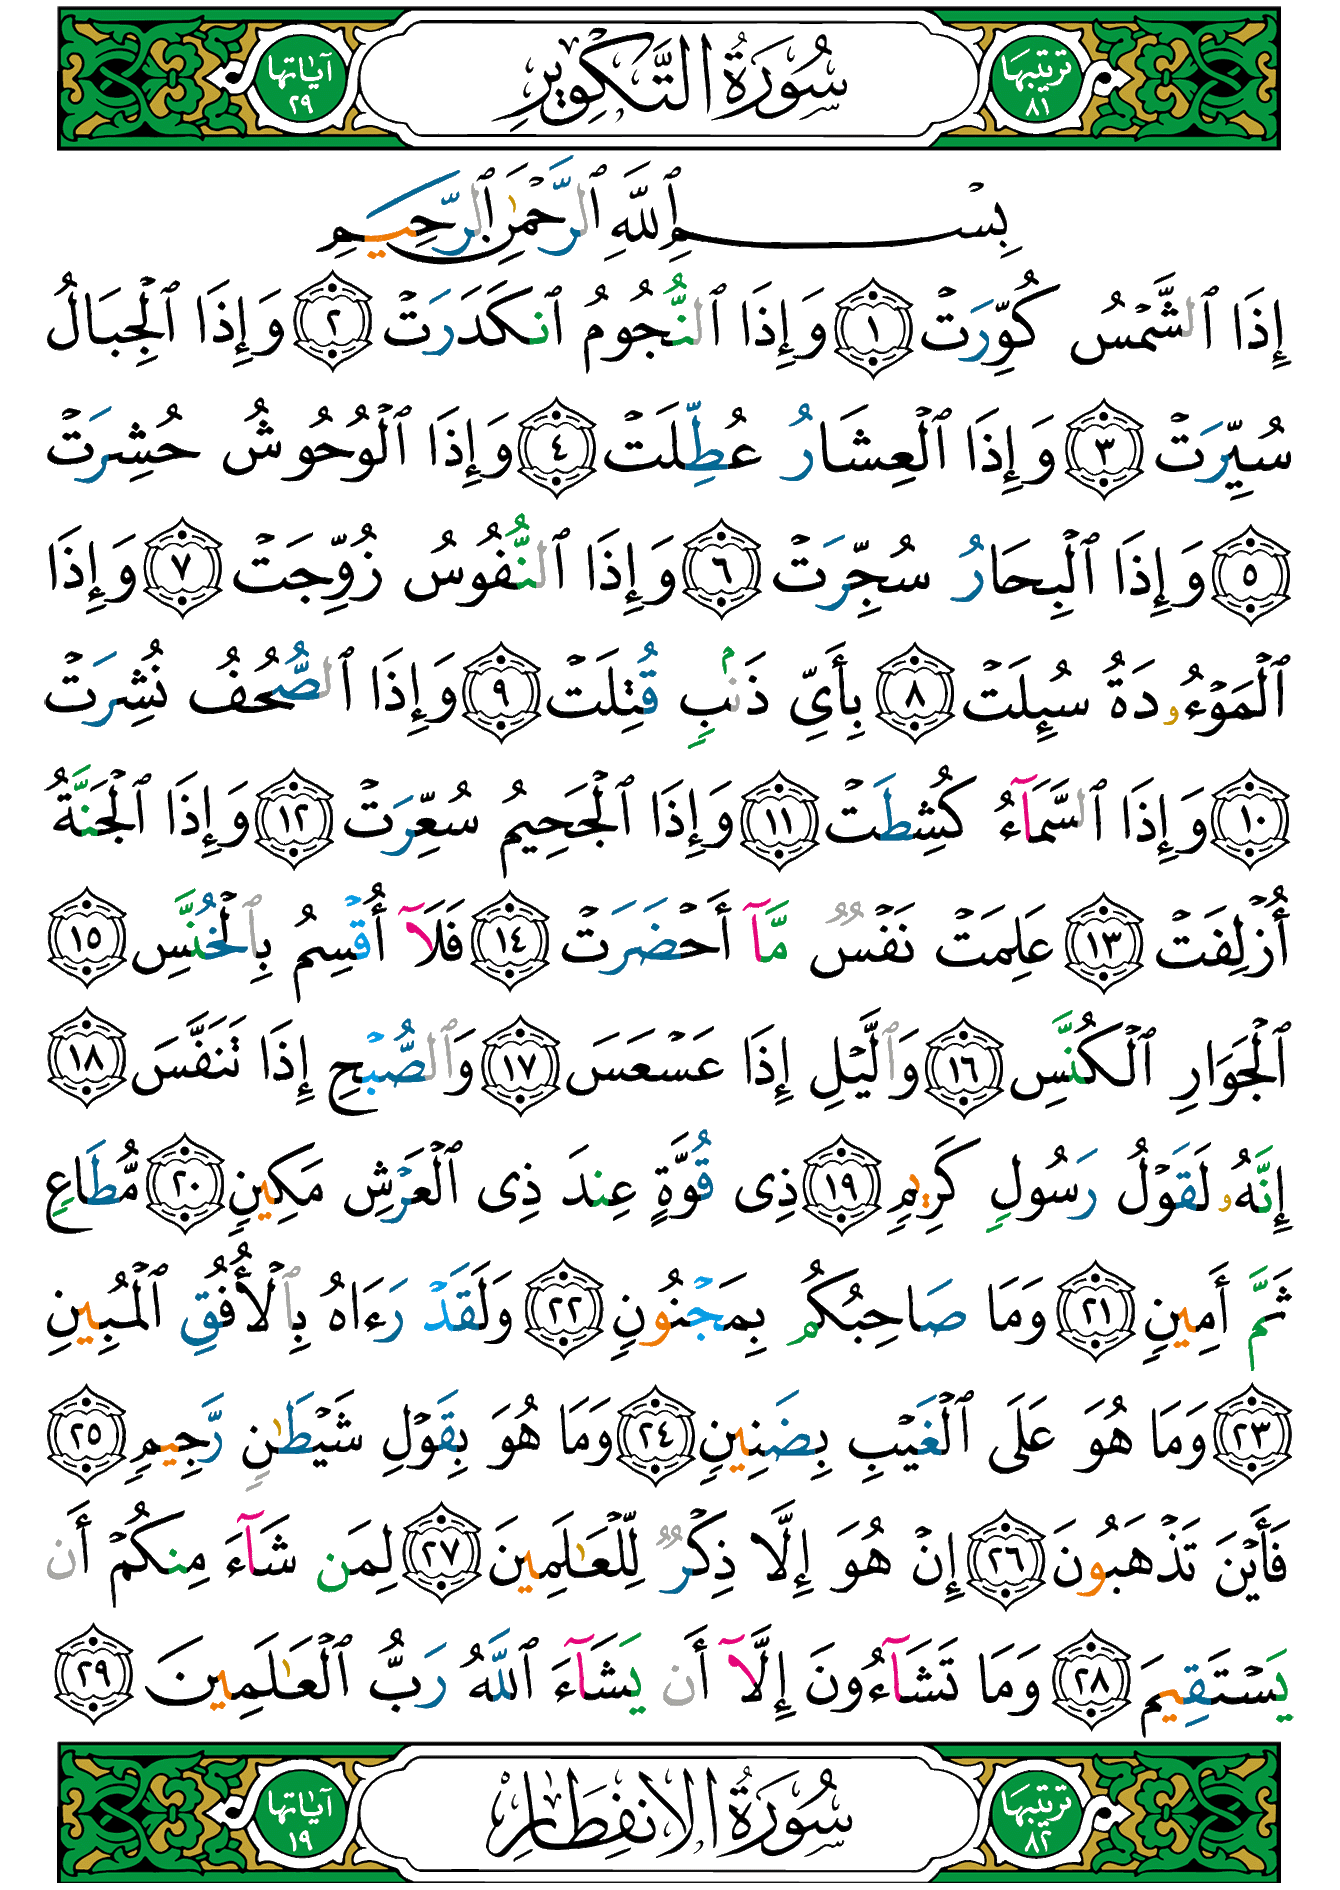 ترتيبها ٨١ سُورَةُ التَّكْوِيرِ آياتها ٢٩
بِسْمِ ٱللَّهِ ٱلرَّحْمَٰنِ ٱلرَّحِيمِ
إِذَا ٱلشَّمْسُ كُوِّرَتْ ١ وَإِذَا ٱلنُّجُومُ ٱنكَدَرَتْ ٢ وَإِذَا ٱلْجِبَالُ
سُيِّرَتْ ٣ وَإِذَا ٱلْعِشَارُ عُطِّلَتْ ٤ وَإِذَا ٱلْوُحُوشُ حُشِرَتْ
٥ وَإِذَا ٱلْبِحَارُ سُجِّرَتْ ٦ وَإِذَا ٱلنُّفُوسُ زُوِّجَتْ ٧ وَإِذَا
ٱلْمَوْءُۥدَةُ سُئِلَتْ ٨ بِأَيِّ ذَنۢبٍ قُتِلَتْ ٩ وَإِذَا ٱلصُّحُفُ نُشِرَتْ
١٠ وَإِذَا ٱلسَّمَآءُ كُشِطَتْ ١١ وَإِذَا ٱلْجَحِيمُ سُعِّرَتْ ١٢ وَإِذَا ٱلْجَنَّةُ
أُزْلِفَتْ ١٣ عَلِمَتْ نَفْسٌ مَّآ أَحْضَرَتْ ١٤ فَلَآ أُقْسِمُ بِٱلْخُنَّسِ ١٥
ٱلْجَوَارِ ٱلْكُنَّسِ ١٦ وَٱلَّيْلِ إِذَا عَسْعَسَ ١٧ وَٱلصُّبْحِ إِذَا تَنَفَّسَ ١٨
إِنَّهُۥ لَقَوْلُ رَسُولٍ كَرِيمٍ ١٩ ذِى قُوَّةٍ عِندَ ذِى ٱلْعَرْشِ مَكِينٍ ٢٠ مُّطَاعٍ
ثَمَّ أَمِينٍ ٢١ وَمَا صَاحِبُكُم بِمَجْنُونٍ ٢٢ وَلَقَدْ رَءَاهُ بِٱلْأُفُقِ ٱلْمُبِينِ
٢٣ وَمَا هُوَ عَلَى ٱلْغَيْبِ بِضَنِينٍ ٢٤ وَمَا هُوَ بِقَوْلِ شَيْطَٰنٍ رَّجِيمٍ ٢٥
فَأَيْنَ تَذْهَبُونَ ٢٦ إِنْ هُوَ إِلَّا ذِكْرٌ لِّلْعَٰلَمِينَ ٢٧ لِمَن شَآءَ مِنكُمْ أَن
يَسْتَقِيمَ ٢٨ وَمَا تَشَآءُونَ إِلَّآ أَن يَشَآءَ ٱللَّهُ رَبُّ ٱلْعَٰلَمِينَ ٢٩
ترتيبها ٨٢ سُورَةُ الانفِطَارِ آياتها ١٩